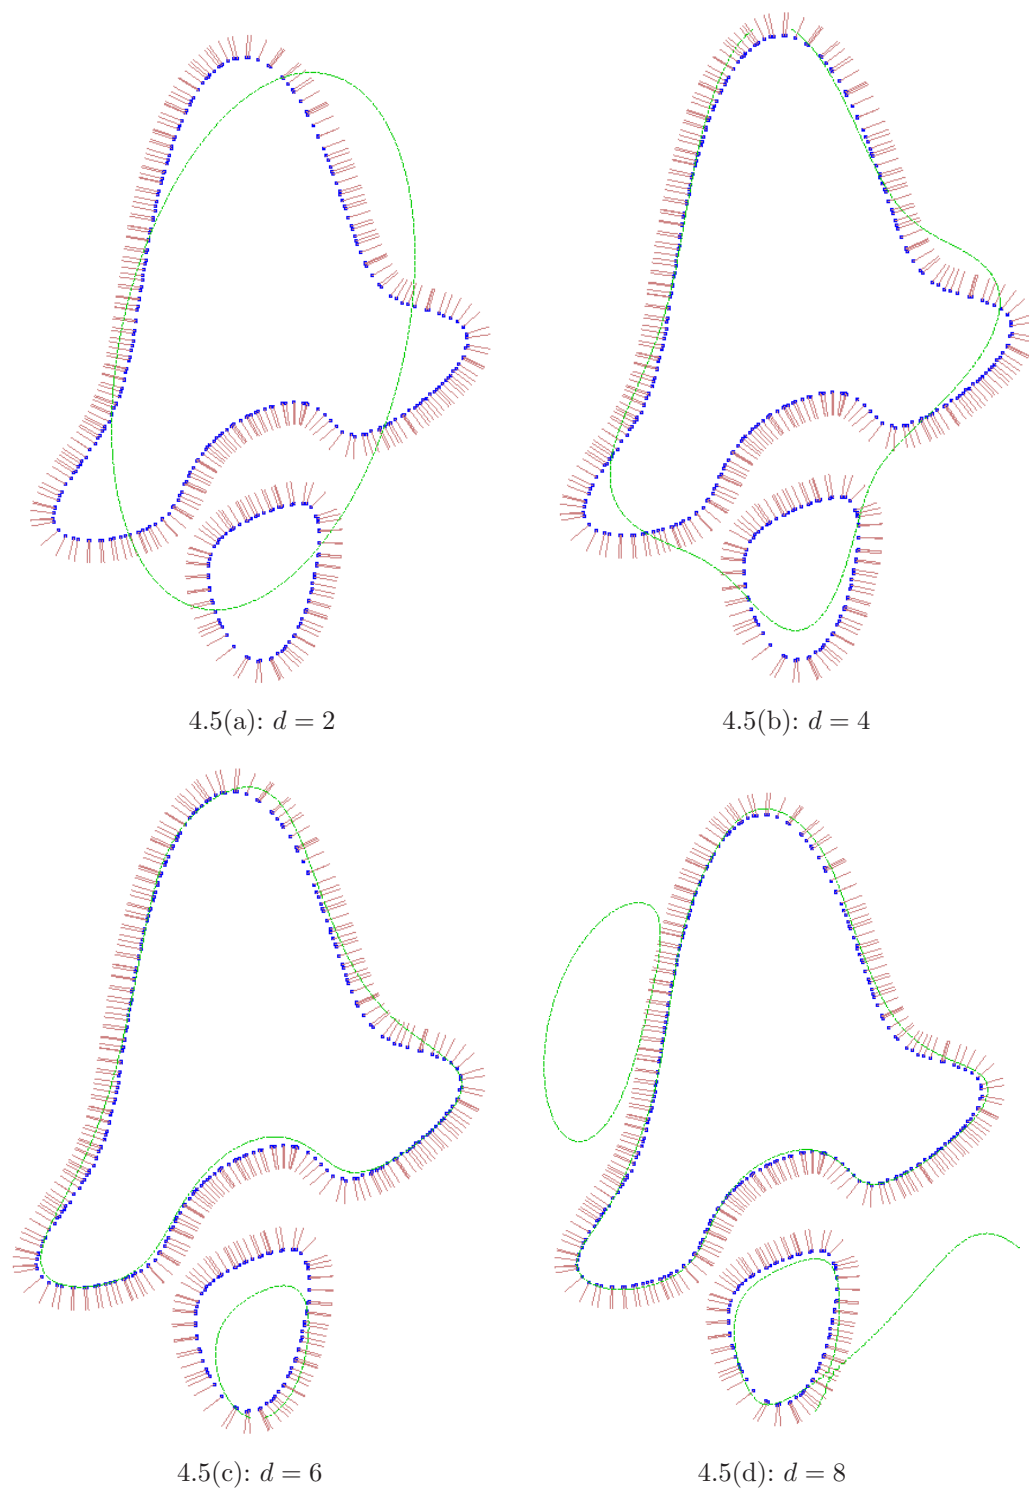 4.5(a): d = 2
4.5(b): d = 4
4.5(c): d = 6
4.5(d): d = 8